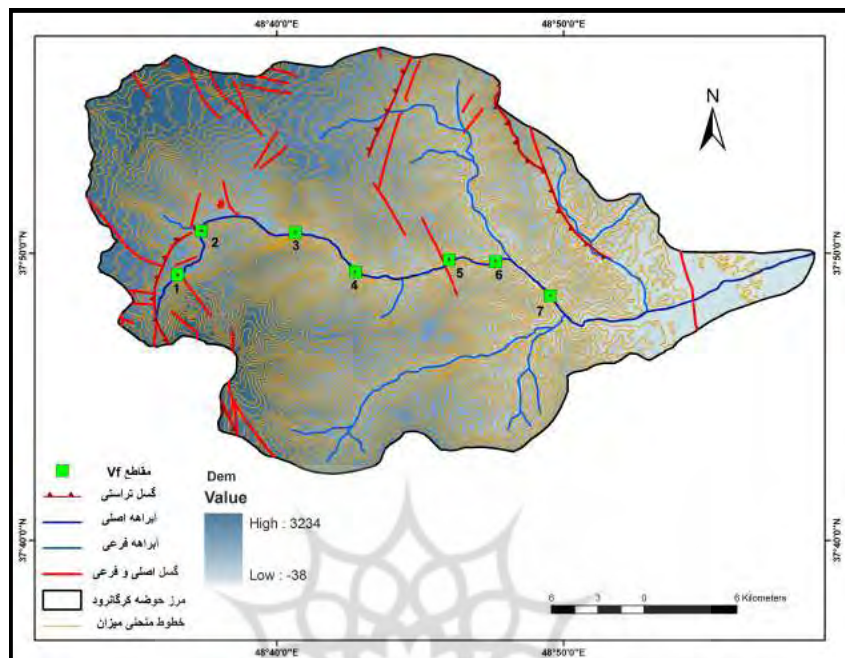 48°40'0"E 48°50'0"E
N
37°50'0"N 37°50'0"N
1
2
3
4
5
6
7
مقاطع Vf
گسل تراستی
آبراهه اصلی
آبراهه فرعی
گسل اصلی و فرعی
مرز حوضه کرگانرود
خطوط منحنی میزان
Dem
Value
High : 3234
Low : -38
37°40'0"N 37°40'0"N
6 3 0 6 Kilometers
48°40'0"E 48°50'0"E